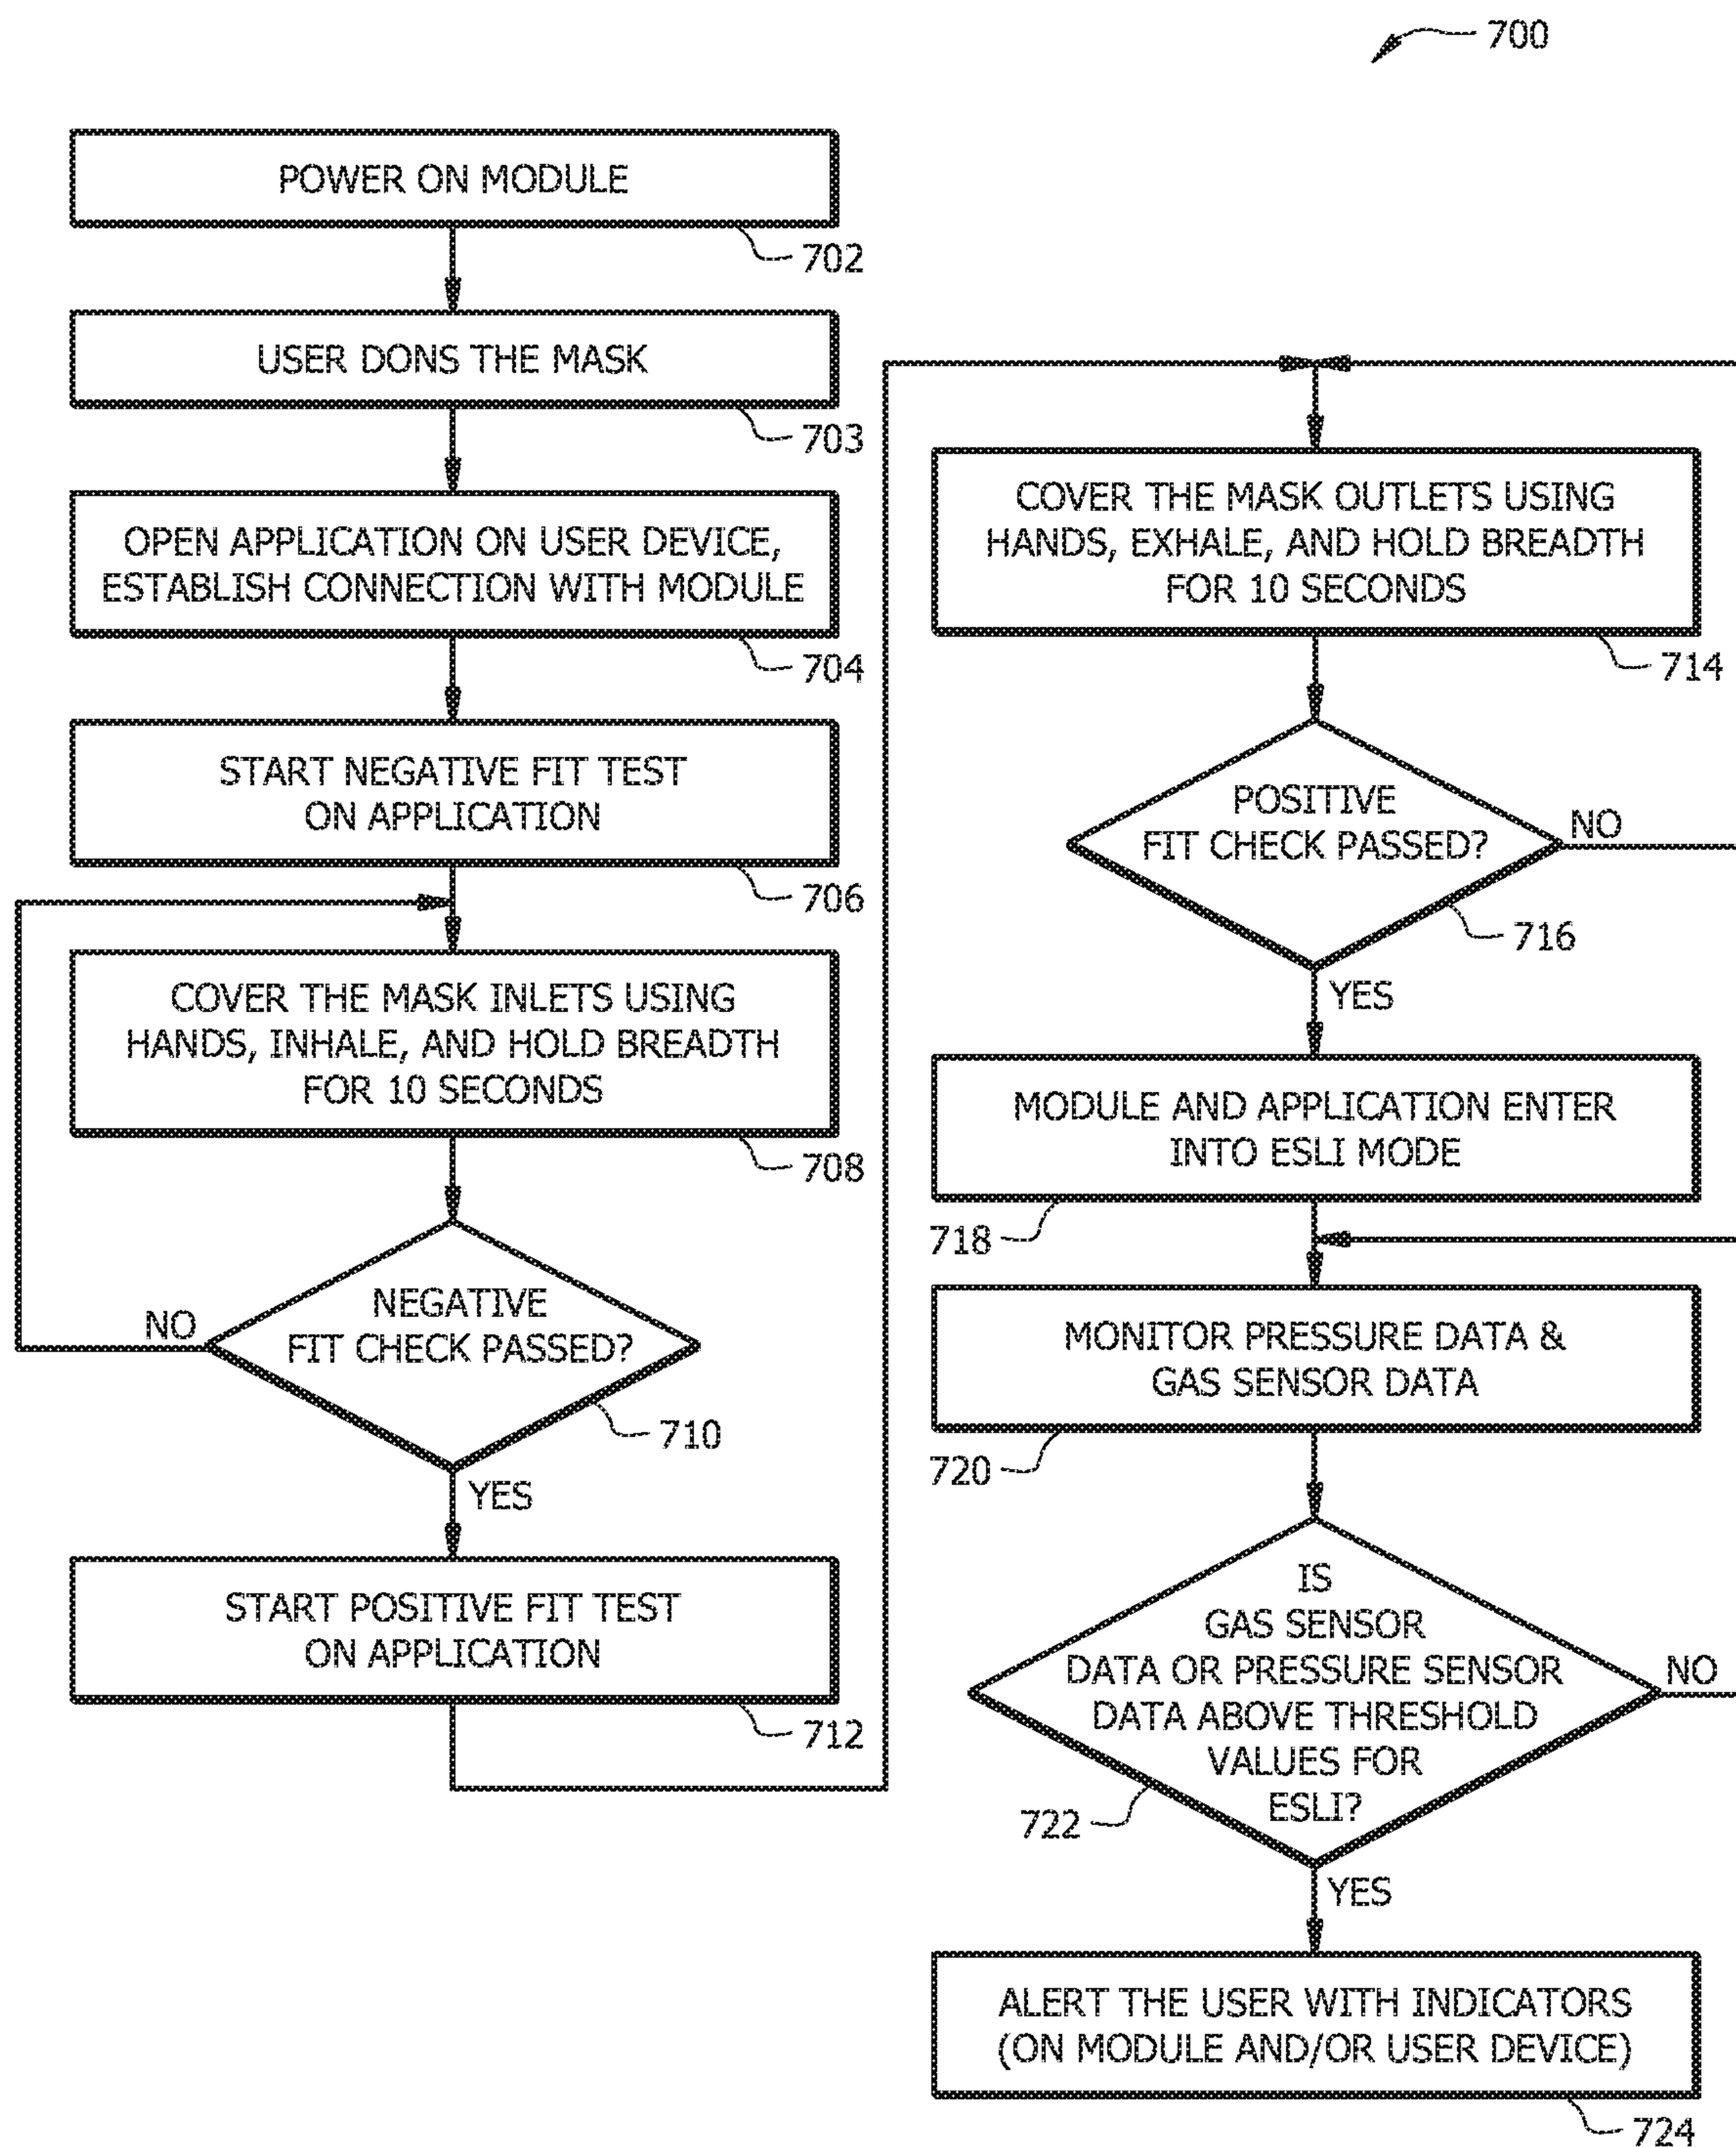 700
POWER ON MODULE
702
USER DONS THE MASK
703
OPEN APPLICATION ON USER DEVICE,
ESTABLISH CONNECTION WITH MODULE
704
START NEGATIVE FIT TEST
ON APPLICATION
706
COVER THE MASK INLETS USING
HANDS, INHALE, AND HOLD BREADTH
FOR 10 SECONDS
708
NEGATIVE
FIT CHECK PASSED?
NO
710
YES
START POSITIVE FIT TEST
ON APPLICATION
712
COVER THE MASK OUTLETS USING
HANDS, EXHALE, AND HOLD BREADTH
FOR 10 SECONDS
714
POSITIVE
FIT CHECK PASSED?
NO
716
YES
MODULE AND APPLICATION ENTER
INTO ESLI MODE
718
MONITOR PRESSURE DATA &
GAS SENSOR DATA
720
IS
GAS SENSOR
DATA OR PRESSURE SENSOR
DATA ABOVE THRESHOLD
VALUES FOR
ESLI?
NO
722
YES
ALERT THE USER WITH INDICATORS
(ON MODULE AND/OR USER DEVICE)
724